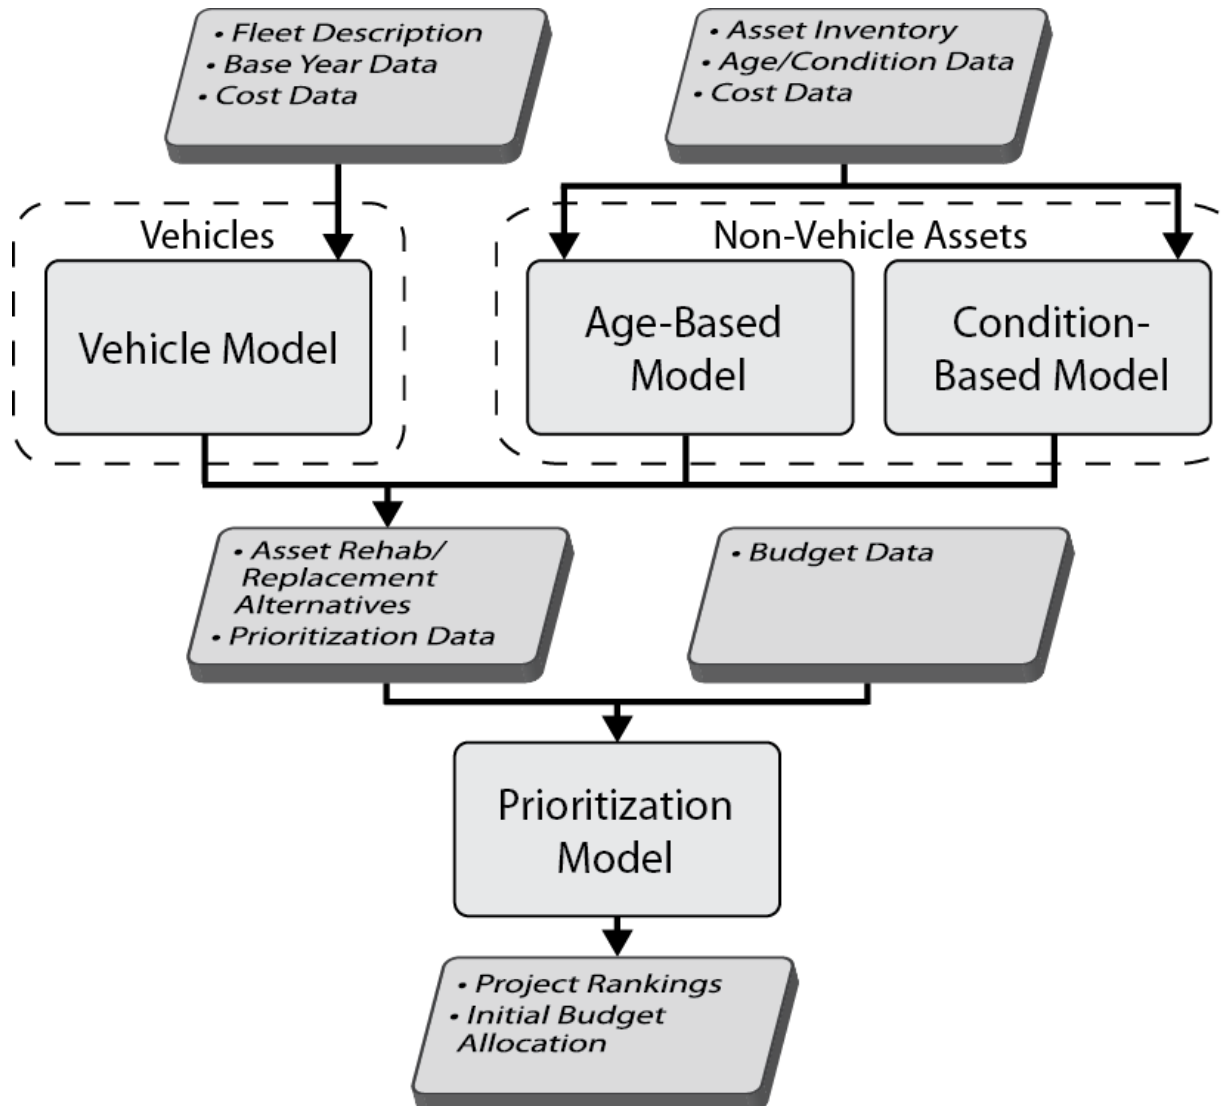 • Fleet Description
• Base Year Data
• Cost Data
• Asset Inventory
• Age/Condition Data
• Cost Data
Vehicles
Non-Vehicle Assets
Vehicle Model
Age-Based
Model
Condition-
Based Model
• Asset Rehab/
Replacement
Alternatives
• Prioritization Data
• Budget Data
Prioritization
Model
• Project Rankings
• Initial Budget
Allocation